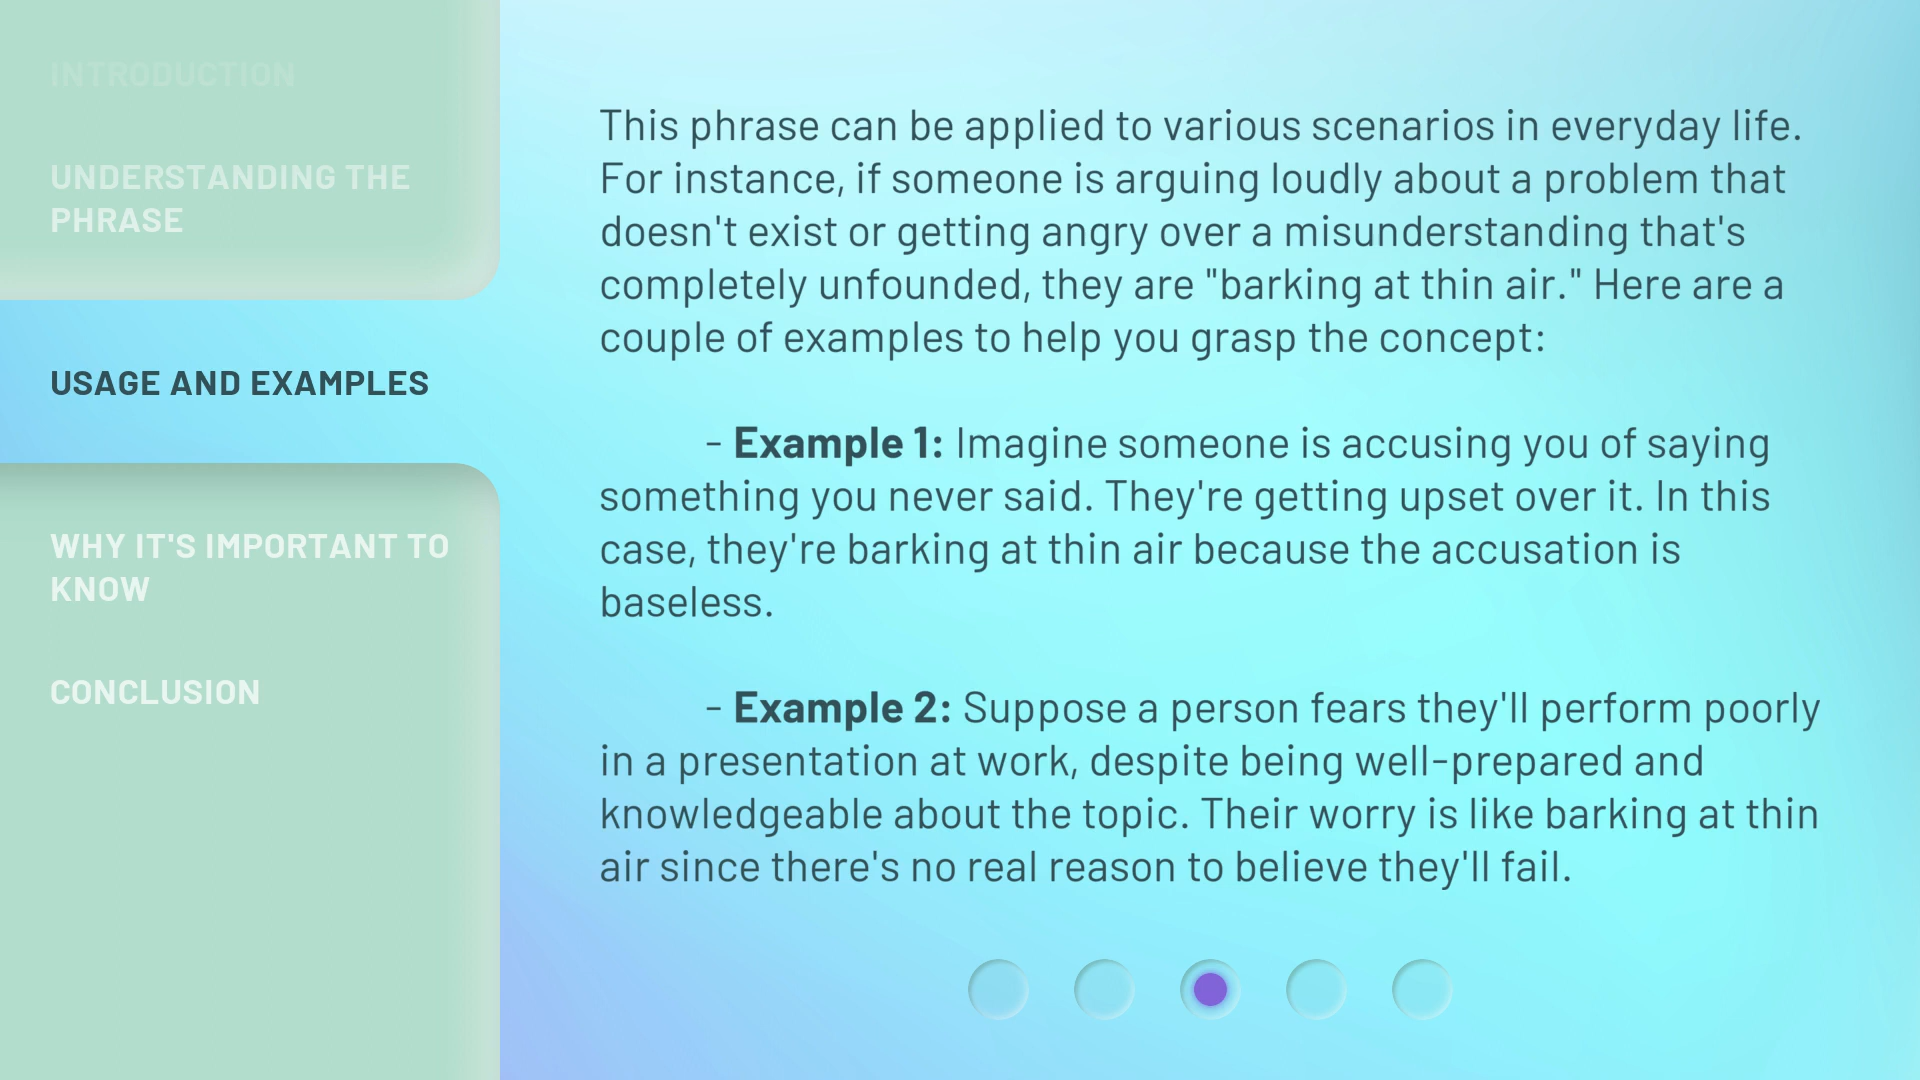 INTRODUCTION
UNDERSTANDING THE
PHRASE
USAGE AND EXAMPLES
WHY IT'S IMPORTANT TO
KNOW
CONCLUSION
This phrase can be applied to various scenarios in everyday life.
For instance, if someone is arguing loudly about a problem that
doesn't exist or getting angry over a misunderstanding that's
completely unfounded, they are "barking at thin air." Here are a
couple of examples to help you grasp the concept:
- Example 1: Imagine someone is accusing you of saying
something you never said. They're getting upset over it. In this
case, they're barking at thin air because the accusation is
baseless.
- Example 2: Suppose a person fears they'll perform poorly
in a presentation at work, despite being well-prepared and
knowledgeable about the topic. Their worry is like barking at thin
air since there's no real reason to believe they'll fail.